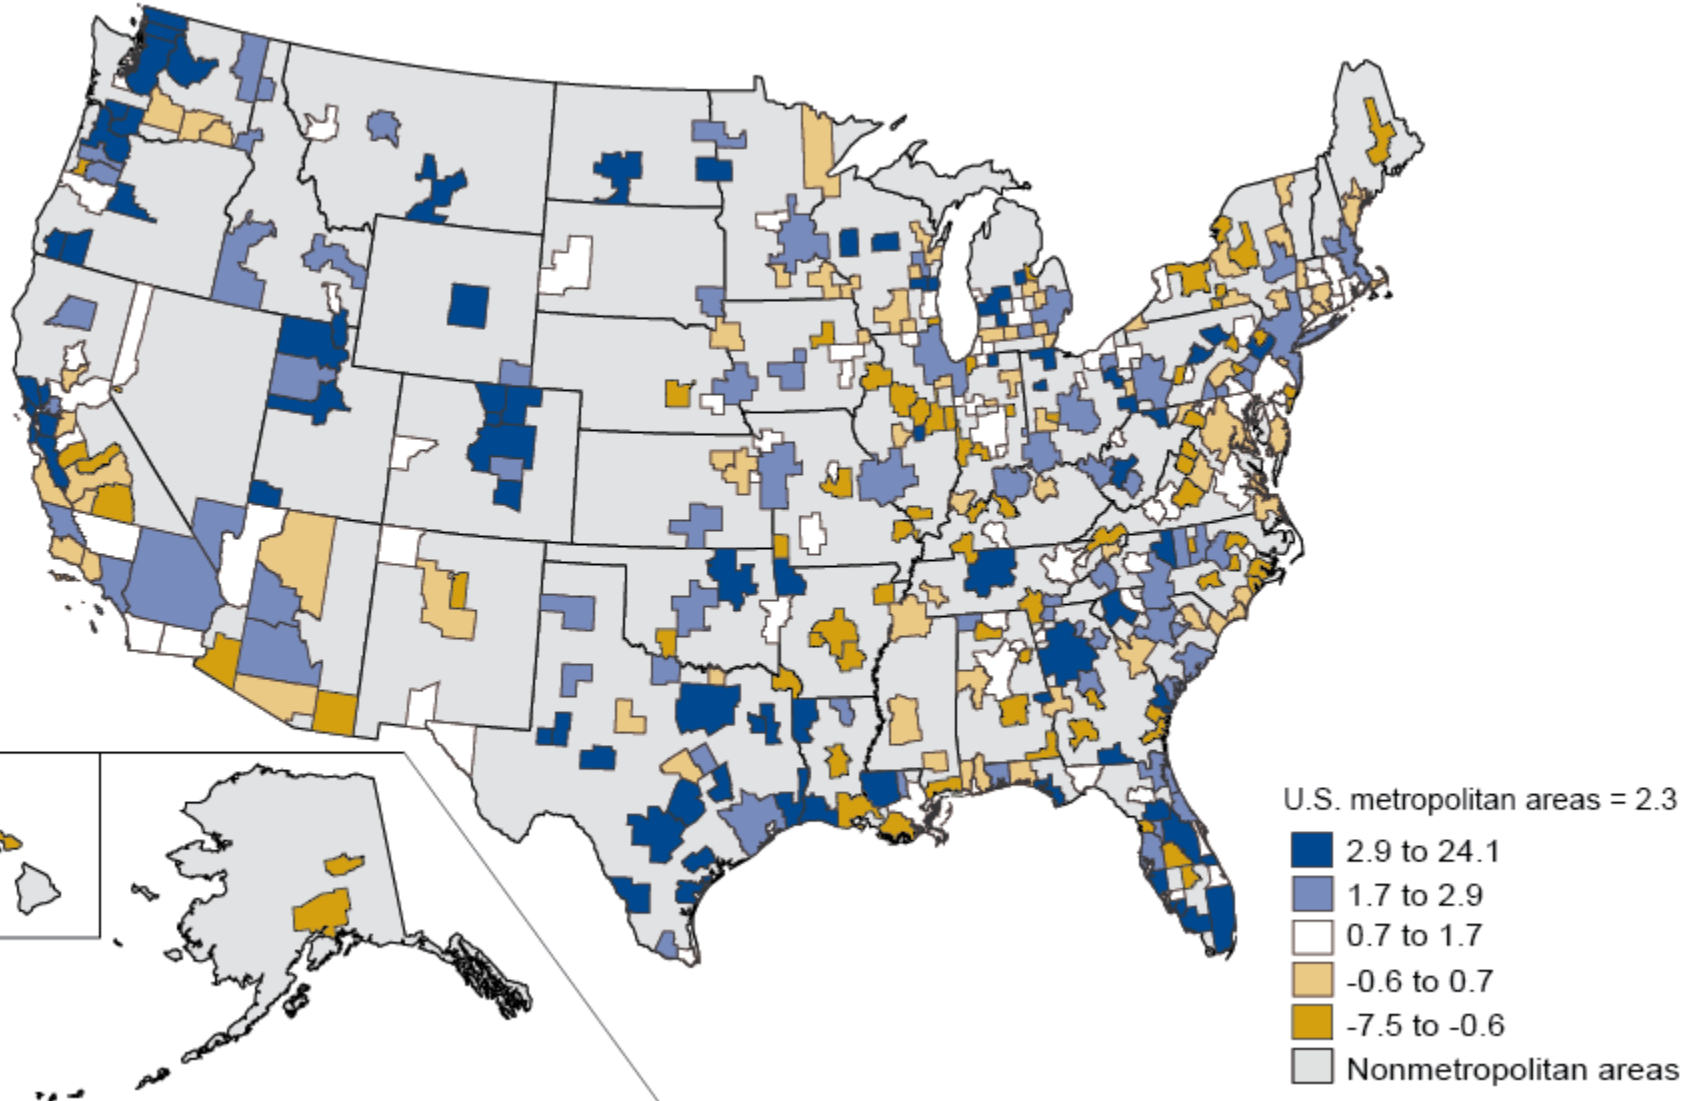 U.S. metropolitan areas = 2.3
2.9 to 24.1
1.7 to 2.9
0.7 to 1.7
-0.6 to 0.7
-7.5 to -0.6
Nonmetropolitan areas